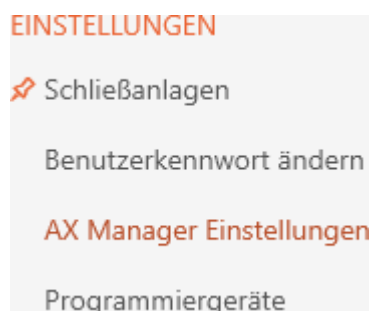 EINSTELLUNGEN
Schließanlagen
Benutzerkennwort ändern
AX Manager Einstellungen
Programmiergeräte